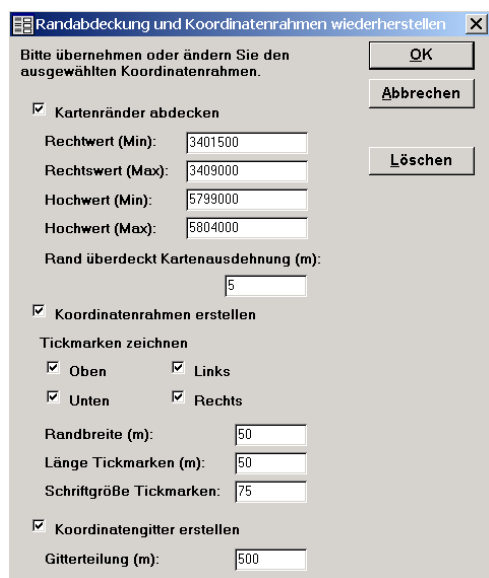 Randabdeckung und Koordinatenrahmen wiederherstellen
Bitte übernehmen oder ändern Sie den
ausgewählten Koordinatenrahmen.
OK
Abbrechen
Löschen
Kartenränder abdecken
Rechtwert (Min): 3401500
Rechtswert (Max): 3409000
Hochwert (Min): 5799000
Hochwert (Max): 5804000
Rand überdeckt Kartenausdehnung (m):
5
Koordinatenrahmen erstellen
Tickmarken zeichnen
Oben Links
Unten Rechts
Randbreite (m): 50
Länge Tickmarken (m): 50
Schriftgröße Tickmarken: 75
Koordinatengitter erstellen
Gitterteilung (m): 500